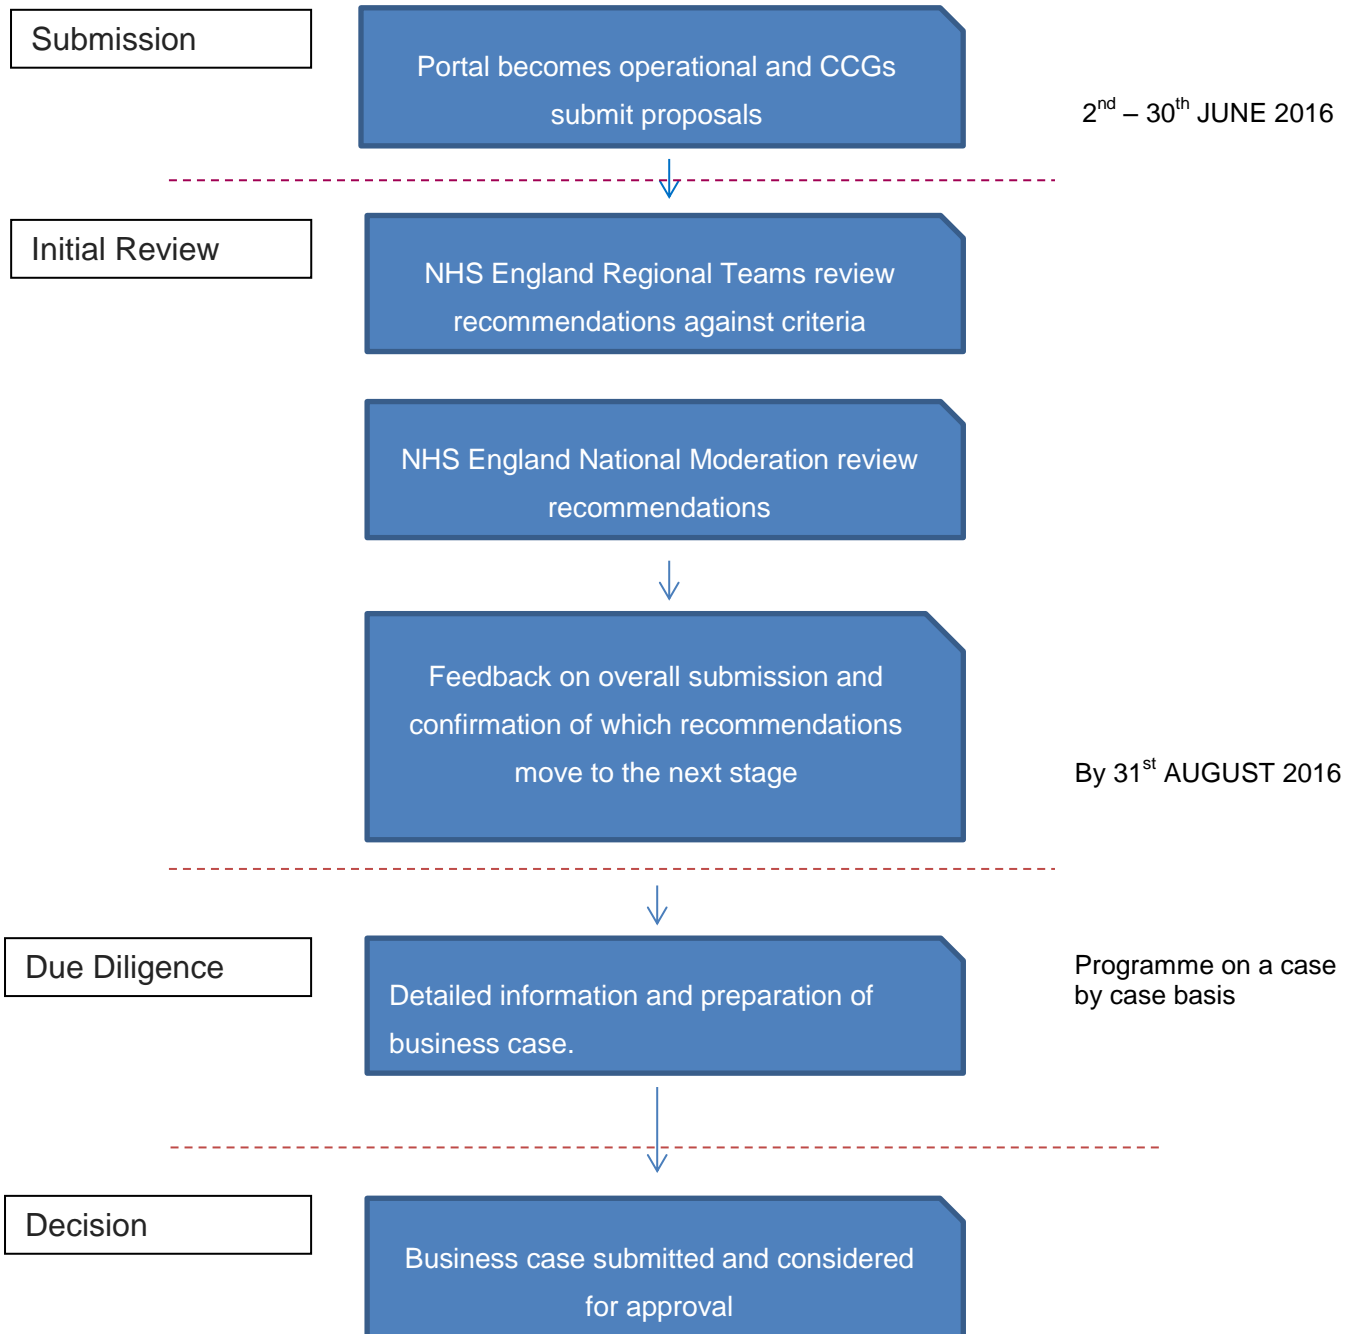 Submission
Portal becomes operational and CCGs
submit proposals
2nd – 30th JUNE 2016
Initial Review
NHS England Regional Teams review
recommendations against criteria
NHS England National Moderation review
recommendations
Feedback on overall submission and
confirmation of which recommendations
move to the next stage
By 31st AUGUST 2016
Due Diligence
Detailed information and preparation of
business case.
Programme on a case
by case basis
Decision
Business case submitted and considered
for approval